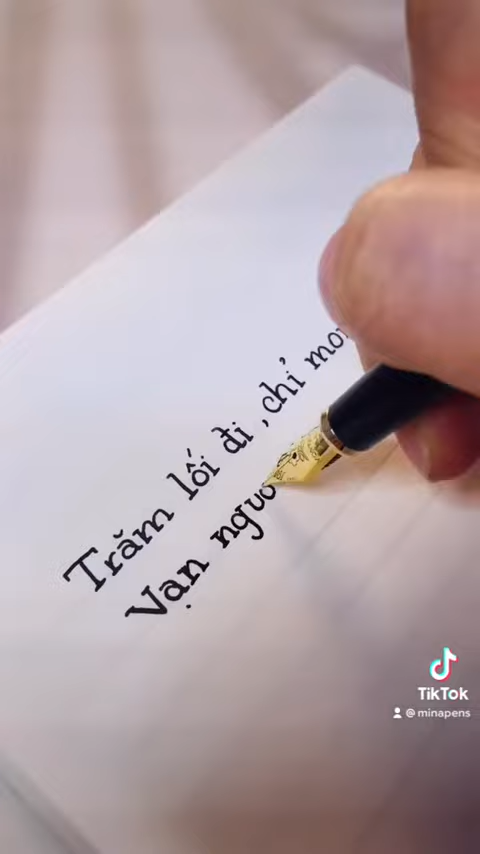 Trăm lối đi, chỉ
Vạn
TikTok
@minapens